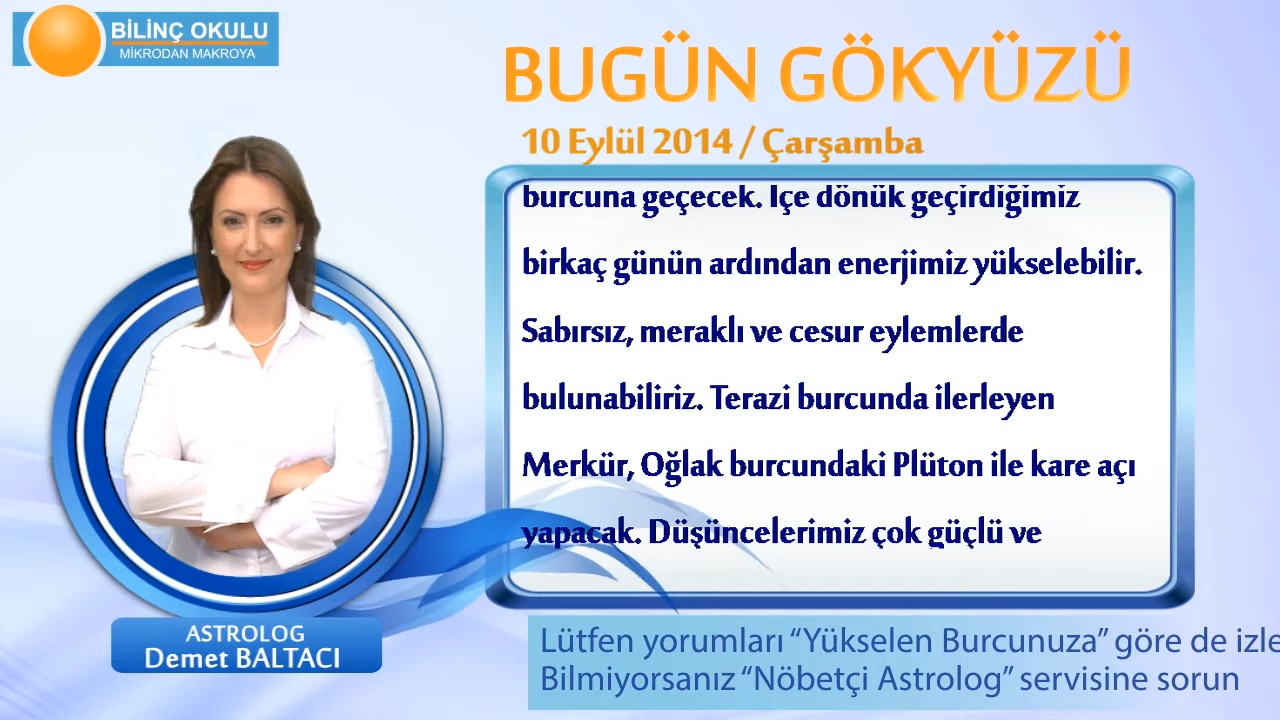 BİLİNÇ OKULU
MİKRODAN MAKROYA
BUGÜN GÖKYÜZÜ
10 Eylül 2014 / Çarşamba
burcuna geçecek. Içe dönük geçirdiğimiz
birkaç günün ardından enerjimiz yükselebilir.
Sabırsız, meraklı ve cesur eylemlerde
bulunabiliriz. Terazi burcunda ilerleyen
Merkür, Oğlak burcundaki Plüton ile kare açı
yapacak. Düşüncelerimiz çok güçlü ve
ASTROLOG
Demet BALTACI
Lütfen yorumları “Yükselen Burcunuza” göre de izle
Bilmiyorsanız “Nöbetçi Astrolog” servisine sorun